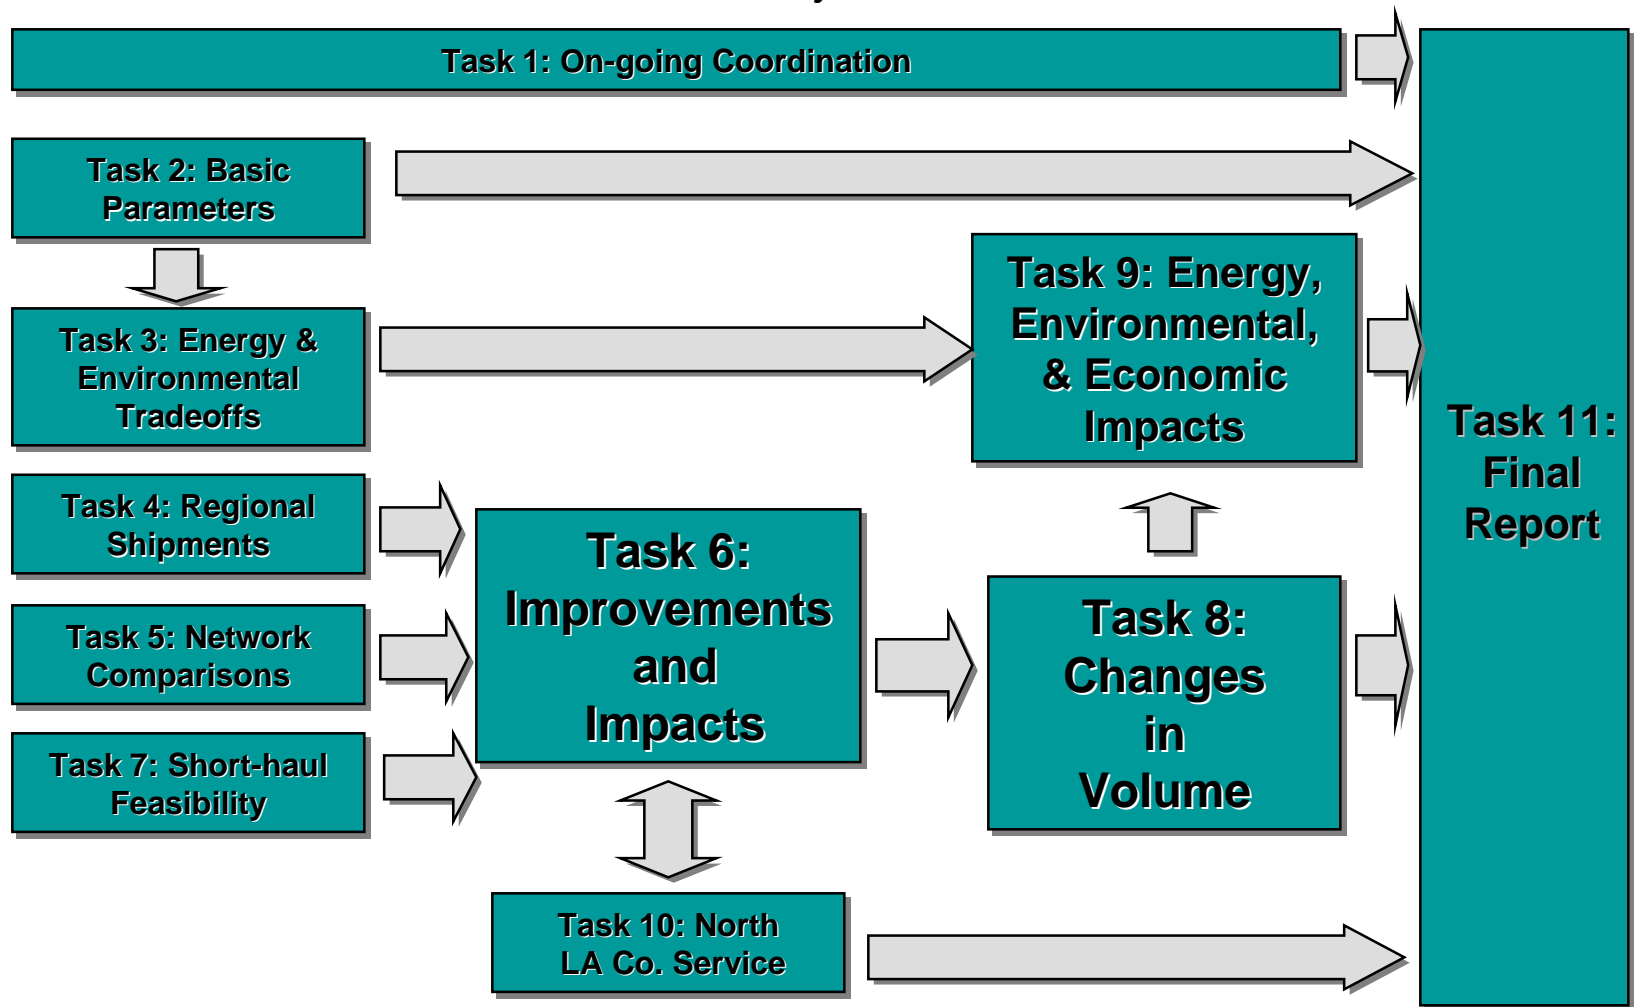 Task 1: On-going Coordination
Task 2: Basic
Parameters
Task 3: Energy &
Environmental
Tradeoffs
Task 4: Regional
Shipments
Task 5: Network
Comparisons
Task 7: Short-haul
Feasibility
Task 6:
Improvements
and
Impacts
Task 10: North
LA Co. Service
Task 9: Energy,
Environmental,
& Economic
Impacts
Task 8:
Changes
in
Volume
Task 11:
Final
Report